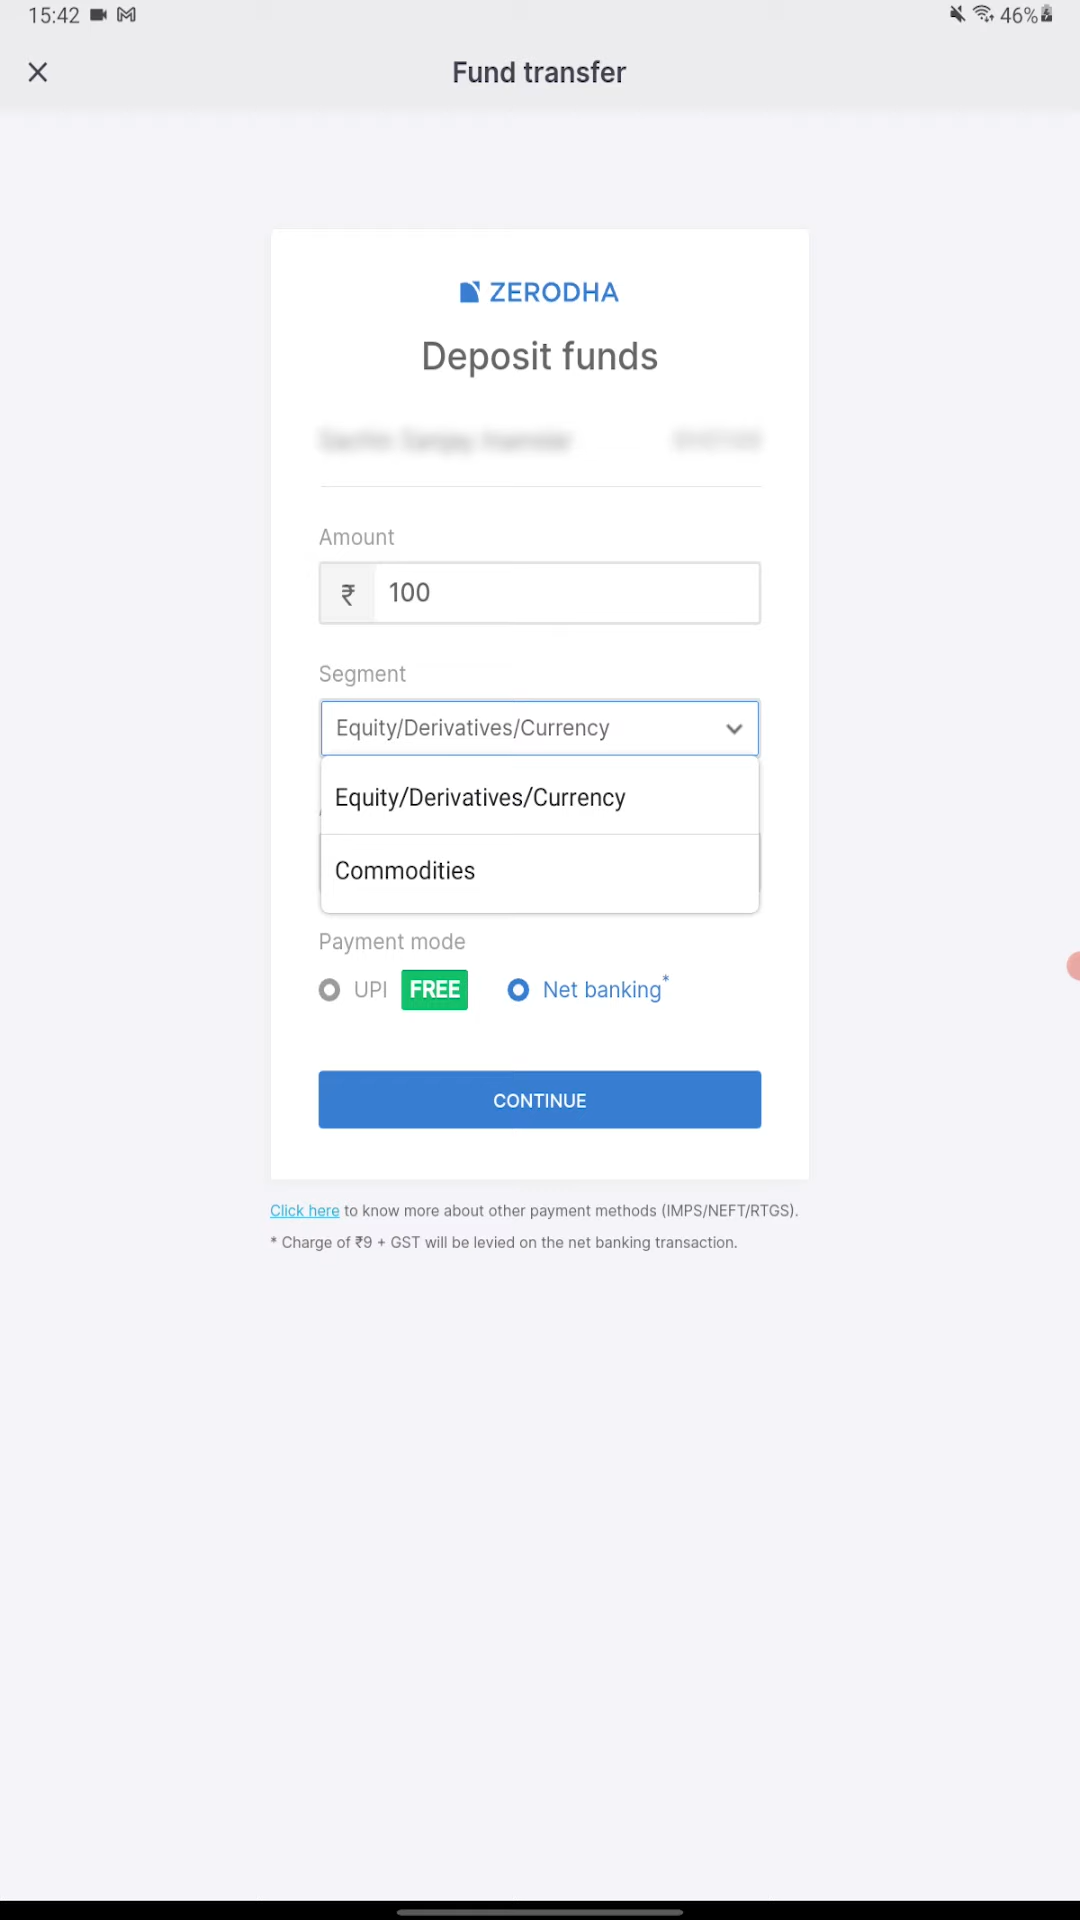 15:42
46%
Fund transfer
ZERODHA
Deposit funds
Amount
₹ 100
Segment
Equity/Derivatives/Currency
Equity/Derivatives/Currency
Commodities
Payment mode
UPI FREE Net banking*
CONTINUE
Click here to know more about other payment methods (IMPS/NEFT/RTGS).
* Charge of ₹9 + GST will be levied on the net banking transaction.